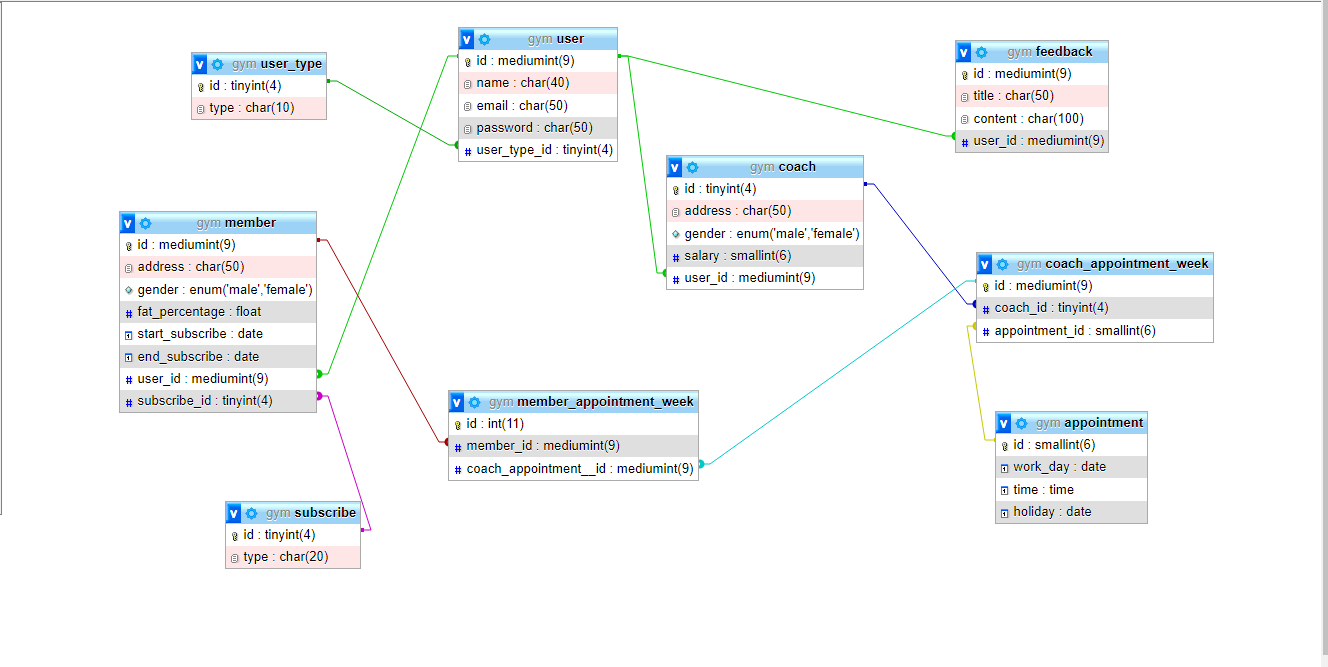 v gym user_type
id : tinyint(4)
type : char(10)
v gym user
id : mediumint(9)
name : char(40)
email : char(50)
password : char(50)
# user_type_id : tinyint(4)
v gym feedback
id : mediumint(9)
title : char(50)
content : char(100)
# user_id : mediumint(9)
v gym coach
id : tinyint(4)
address : char(50)
gender : enum('male','female')
# salary : smallint(6)
# user_id : mediumint(9)
v gym member
id : mediumint(9)
address : char(50)
gender : enum('male','female')
# fat_percentage : float
start_subscribe : date
end_subscribe : date
# user_id : mediumint(9)
# subscribe_id : tinyint(4)
v gym coach_appointment_week
id : mediumint(9)
# coach_id : tinyint(4)
# appointment_id : smallint(6)
v gym member_appointment_week
id : int(11)
# member_id : mediumint(9)
# coach_appointment__id : mediumint(9)
v gym appointment
id : smallint(6)
work_day : date
time : time
holiday : date
v gym subscribe
id : tinyint(4)
type : char(20)